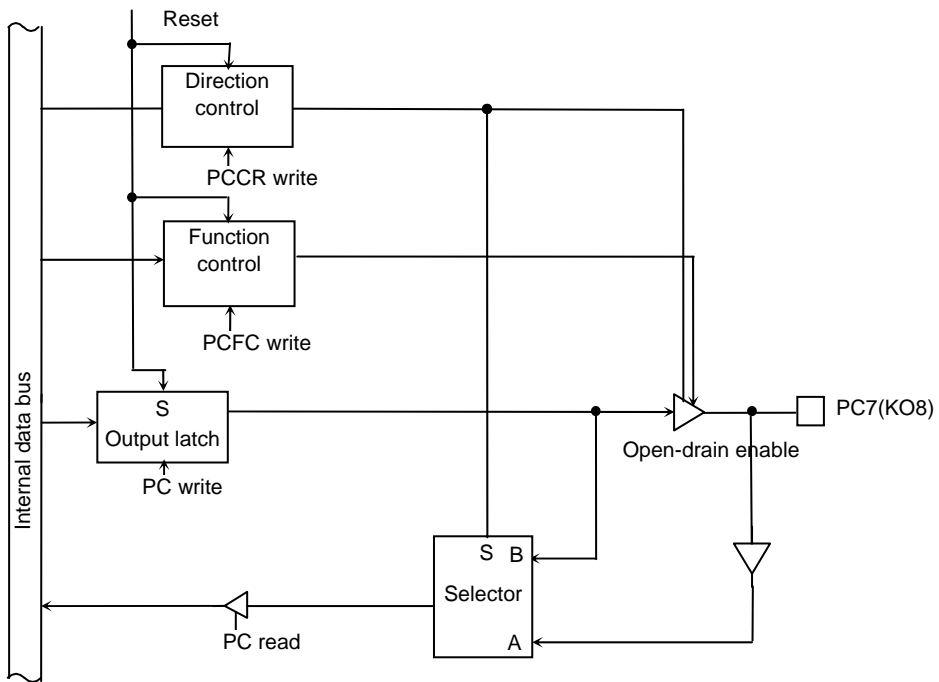 Reset
Direction
control
PCCR write
Function
control
PCFC write
Internal data bus
S
Output latch
PC write
PC7(KO8)
Open-drain enable
S B
Selector
A
PC read